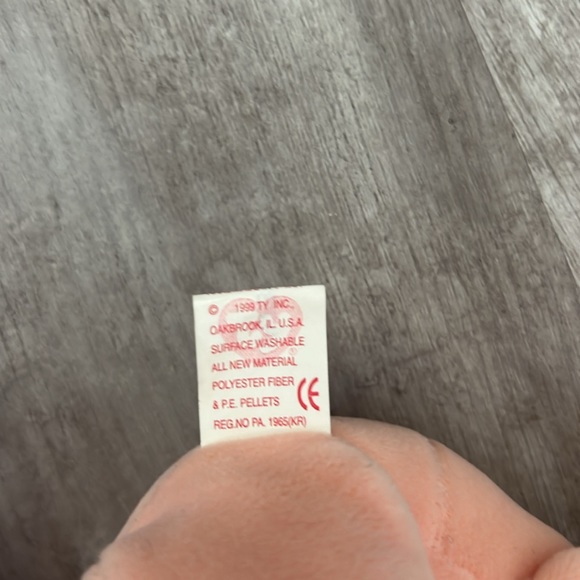 © 1999 TY INC.,
OAKBROOK, IL. U.S.A.
SURFACE WASHABLE
ALL NEW MATERIAL
POLYESTER FIBER
& P.E. PELLETS CE
REG.NO PA. 1965(KR)